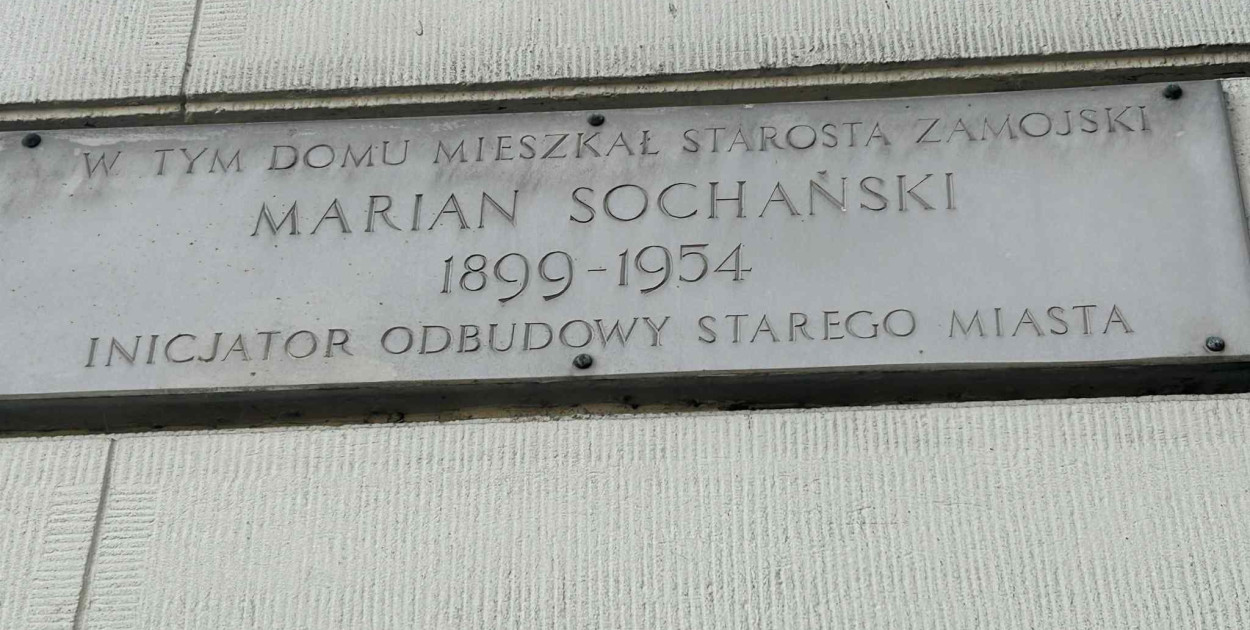 W TYM DOMU MIESZKAŁ STAROSTA ZAMOJSKI
MARIAN SOCHAŃSKI
1899-1954
INICJATOR ODBUDOWY STAREGO MIASTA